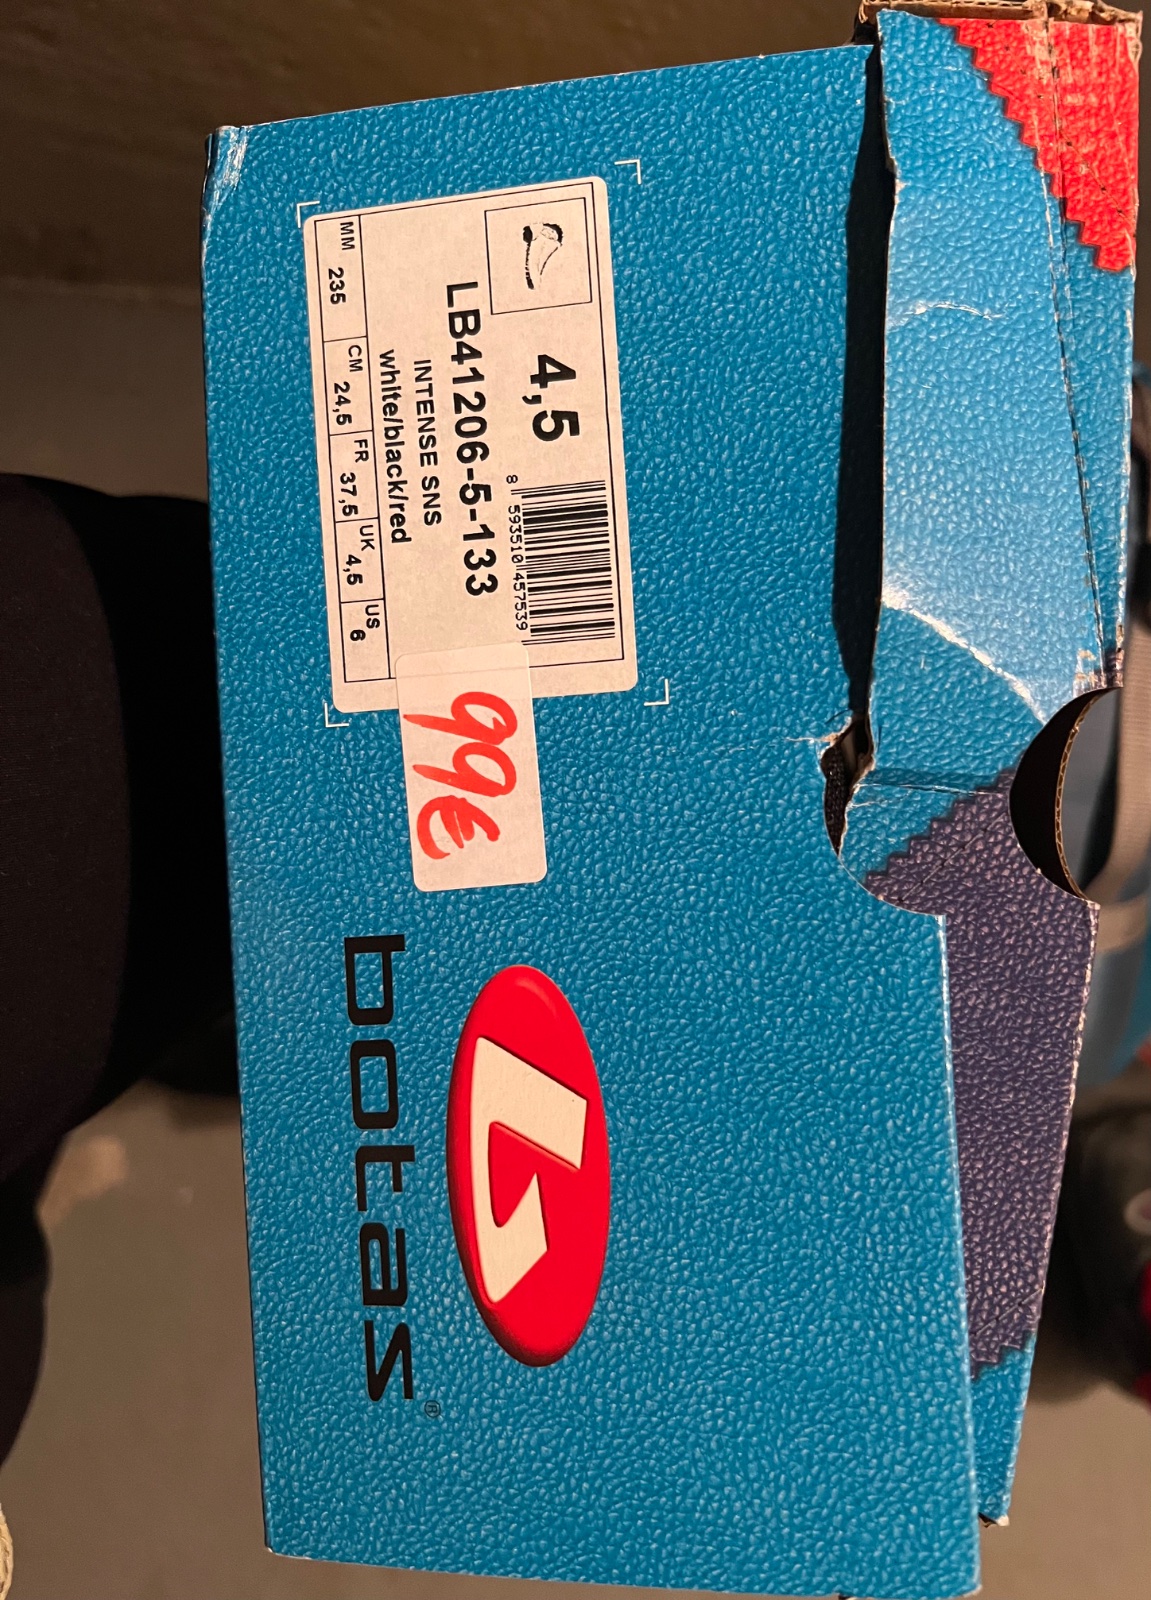 4,5
8 593510 457539
LB41206-5-133
INTENSE SNS
white/black/red
MM CM FR UK US
235 24,5 37,5 4,5 6
99€
botas®